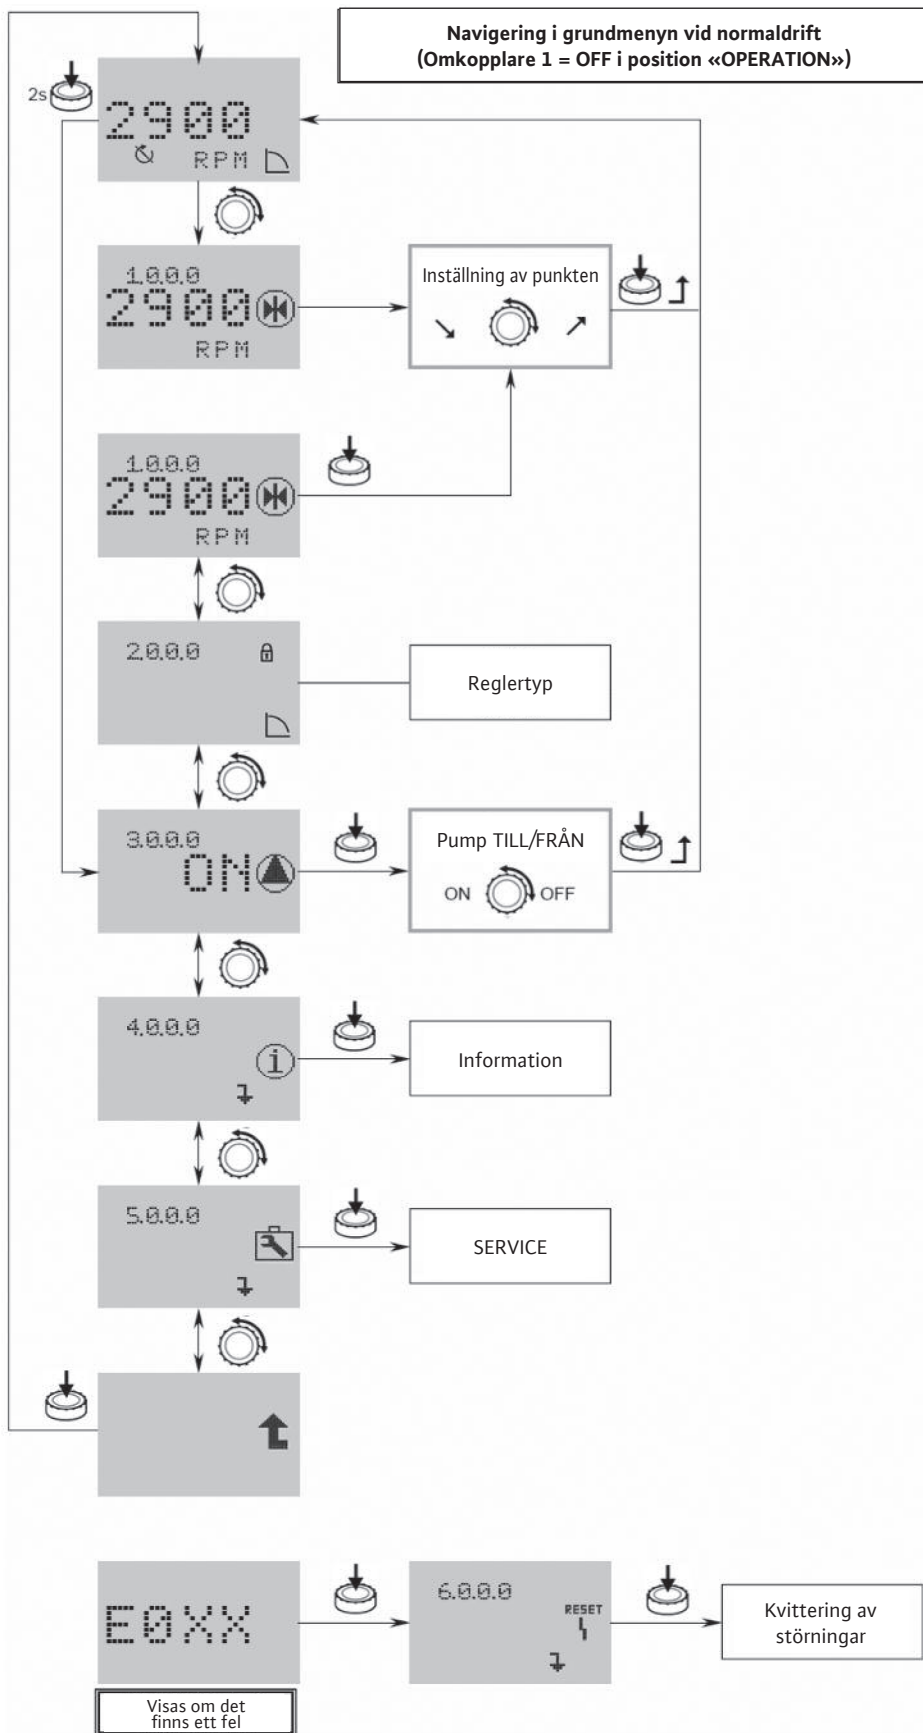 Navigering i grundmenyn vid normaldrift
(Omkopplare 1 = OFF i position «OPERATION»)
2s
2900
RPM
1.0.0.0
2900
RPM
Inställning av punkten
1.0.0.0
2900
RPM
2.0.0.0
Reglertyp
3.0.0.0
ON
Pump TILL/FRÅN
ON OFF
4.0.0.0
i
Information
5.0.0.0
SERVICE
E0XX
6.0.0.0
RESET
Kvittering av
störningar
Visas om det
finns ett fel